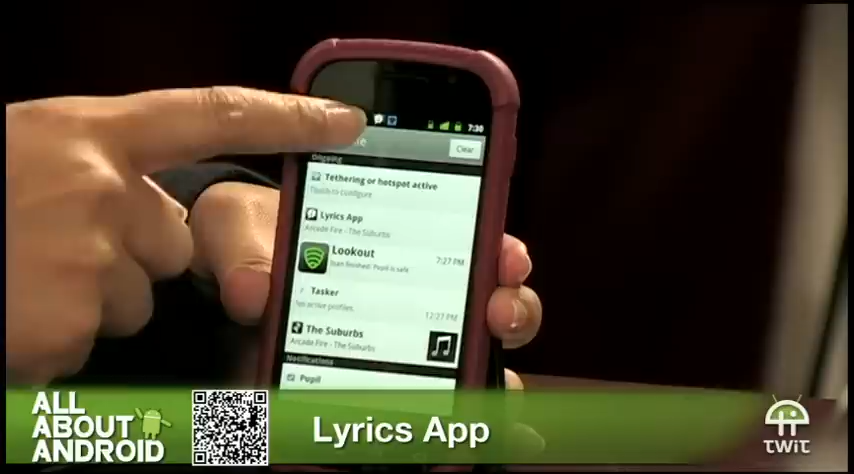 7:30
Clear
Ongoing
Tethering or hotspot active
Touch to configure
Lyrics App
Arcade Fire - The Suburbs
Lookout
7:27 PM
Scan finished: Pupil is safe
Tasker
No active profiles.
12:27 PM
The Suburbs
Arcade Fire - The Suburbs
Notifications
Pupil
ALL
ABOUT
ANDROID
Lyrics App
TWiT